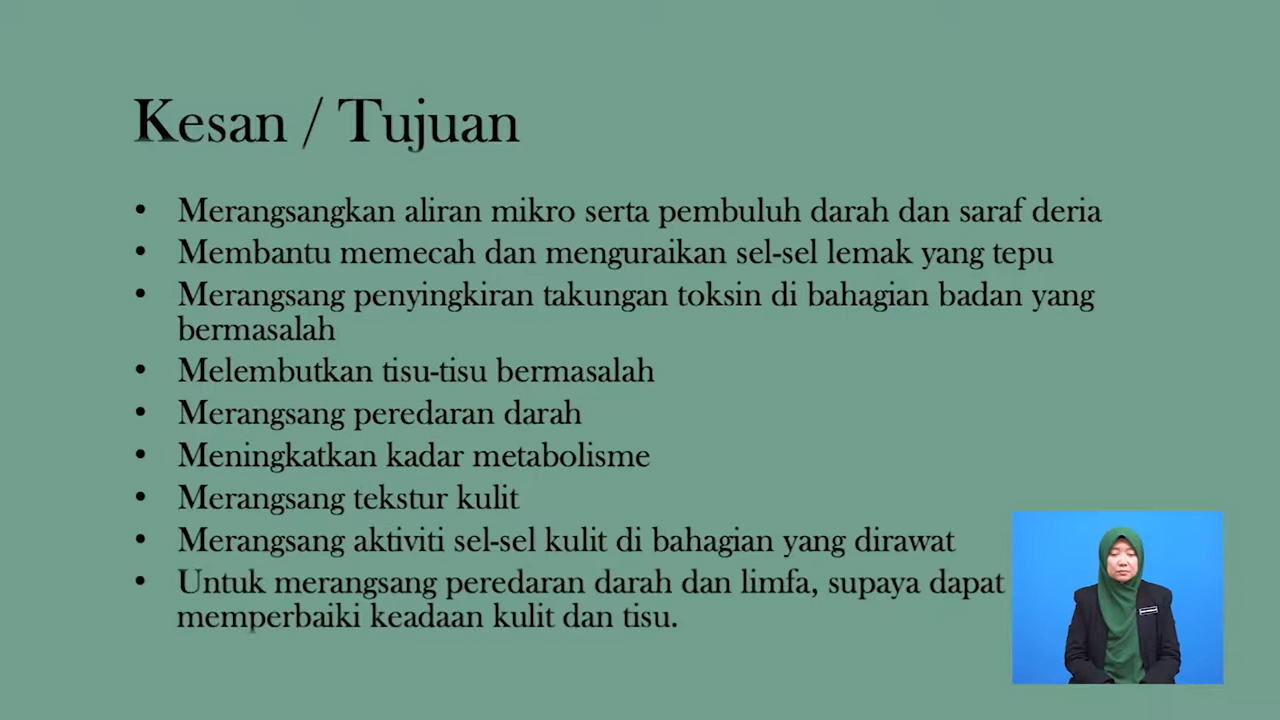 Kesan / Tujuan
• Merangsangkan aliran mikro serta pembuluh darah dan saraf deria
• Membantu memecah dan menguraikan sel-sel lemak yang tepu
• Merangsang penyingkiran takungan toksin di bahagian badan yang
bermasalah
• Melembutkan tisu-tisu bermasalah
• Merangsang peredaran darah
• Meningkatkan kadar metabolisme
• Merangsang tekstur kulit
• Merangsang aktiviti sel-sel kulit di bahagian yang dirawat
• Untuk merangsang peredaran darah dan limfa, supaya dapat
memperbaiki keadaan kulit dan tisu.